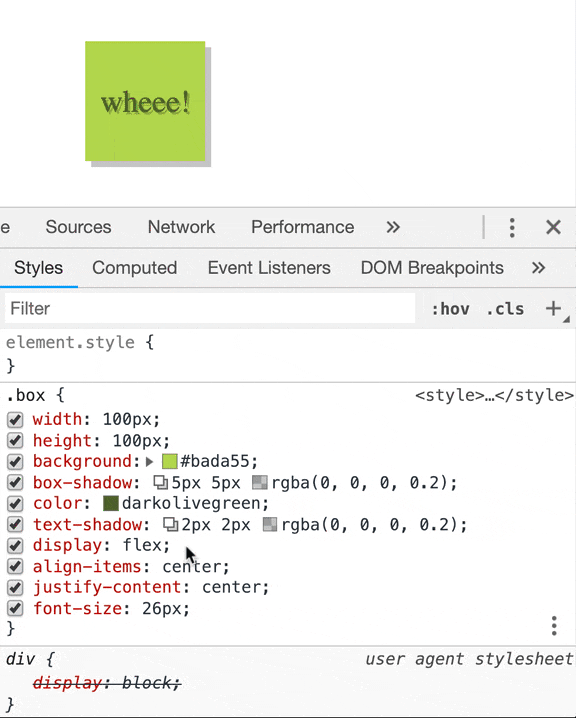 wheee!
e Sources Network Performance »
Styles Computed Event Listeners DOM Breakpoints »
Filter :hov .cls +
element.style {
}
.box { <style>…</style>
width: 100px;
height: 100px;
background: #bada55;
box-shadow: 5px 5px rgba(0, 0, 0, 0.2);
color: darkolivegreen;
text-shadow: 2px 2px rgba(0, 0, 0, 0.2);
display: flex;
align-items: center;
justify-content: center;
font-size: 26px;
}
div { user agent stylesheet
display: block;
}